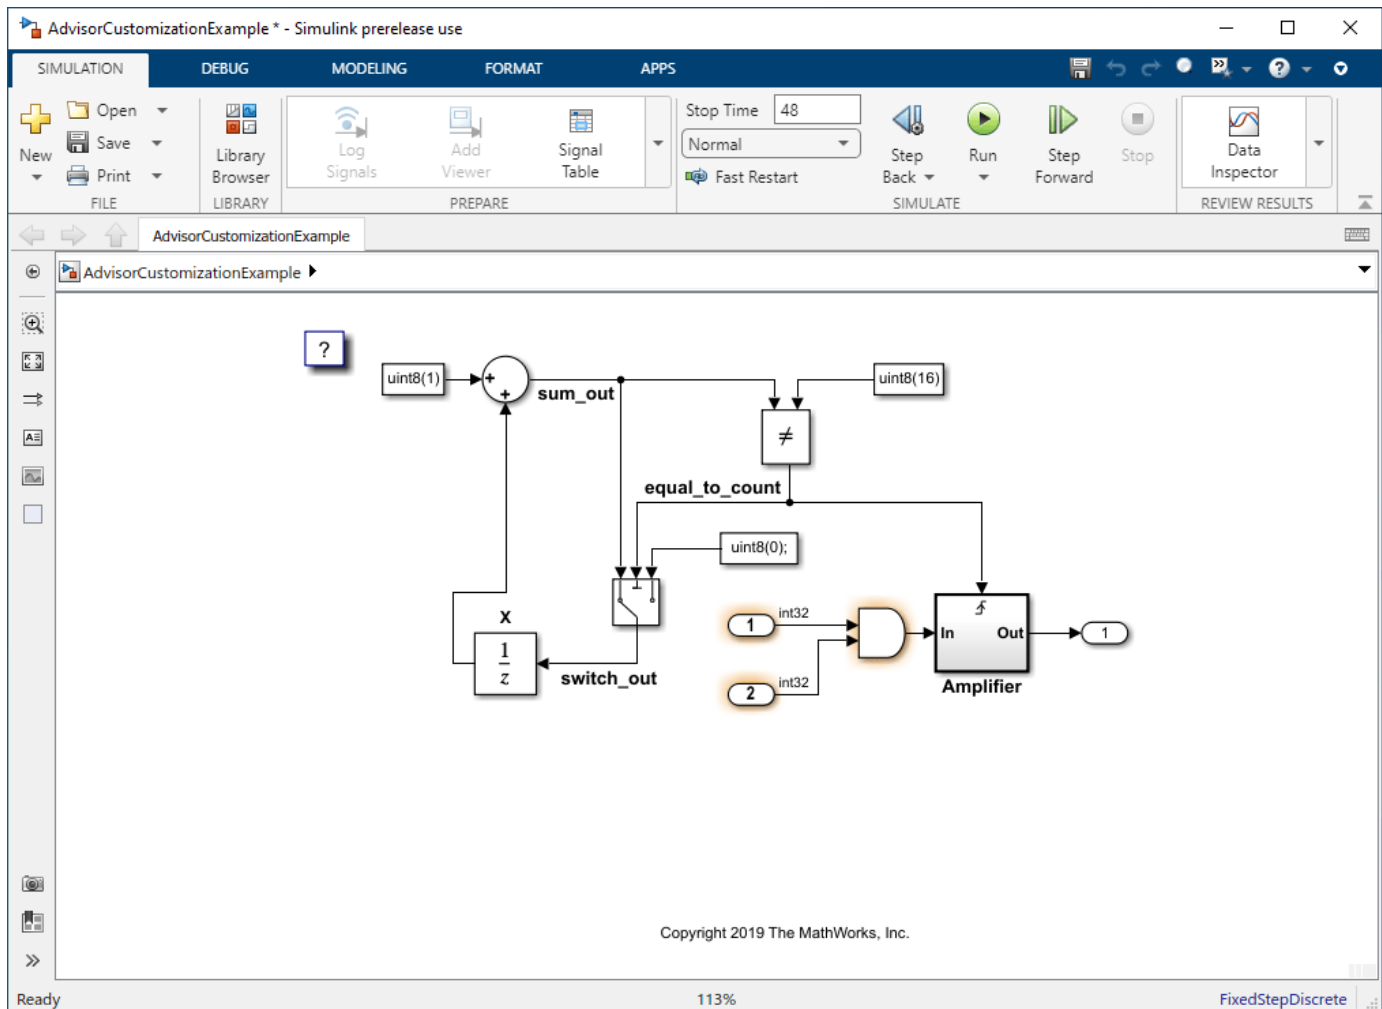 AdvisorCustomizationExample * - Simulink prerelease use
SIMULATION DEBUG MODELING FORMAT APPS
New
Open
Save
Print
FILE
Library
Browser
LIBRARY
Log
Signals
Add
Viewer
Signal
Table
PREPARE
Stop Time 48
Normal
Fast Restart
Step
Back
Run
Step
Forward
Stop
SIMULATE
Data
Inspector
REVIEW RESULTS
AdvisorCustomizationExample
AdvisorCustomizationExample
?
uint8(1)
+
+
sum_out
uint8(16)
≠
equal_to_count
uint8(0);
X
1
z
switch_out
1
int32
2
int32
In Out
Amplifier
1
Copyright 2019 The MathWorks, Inc.
Ready 113% FixedStepDiscrete